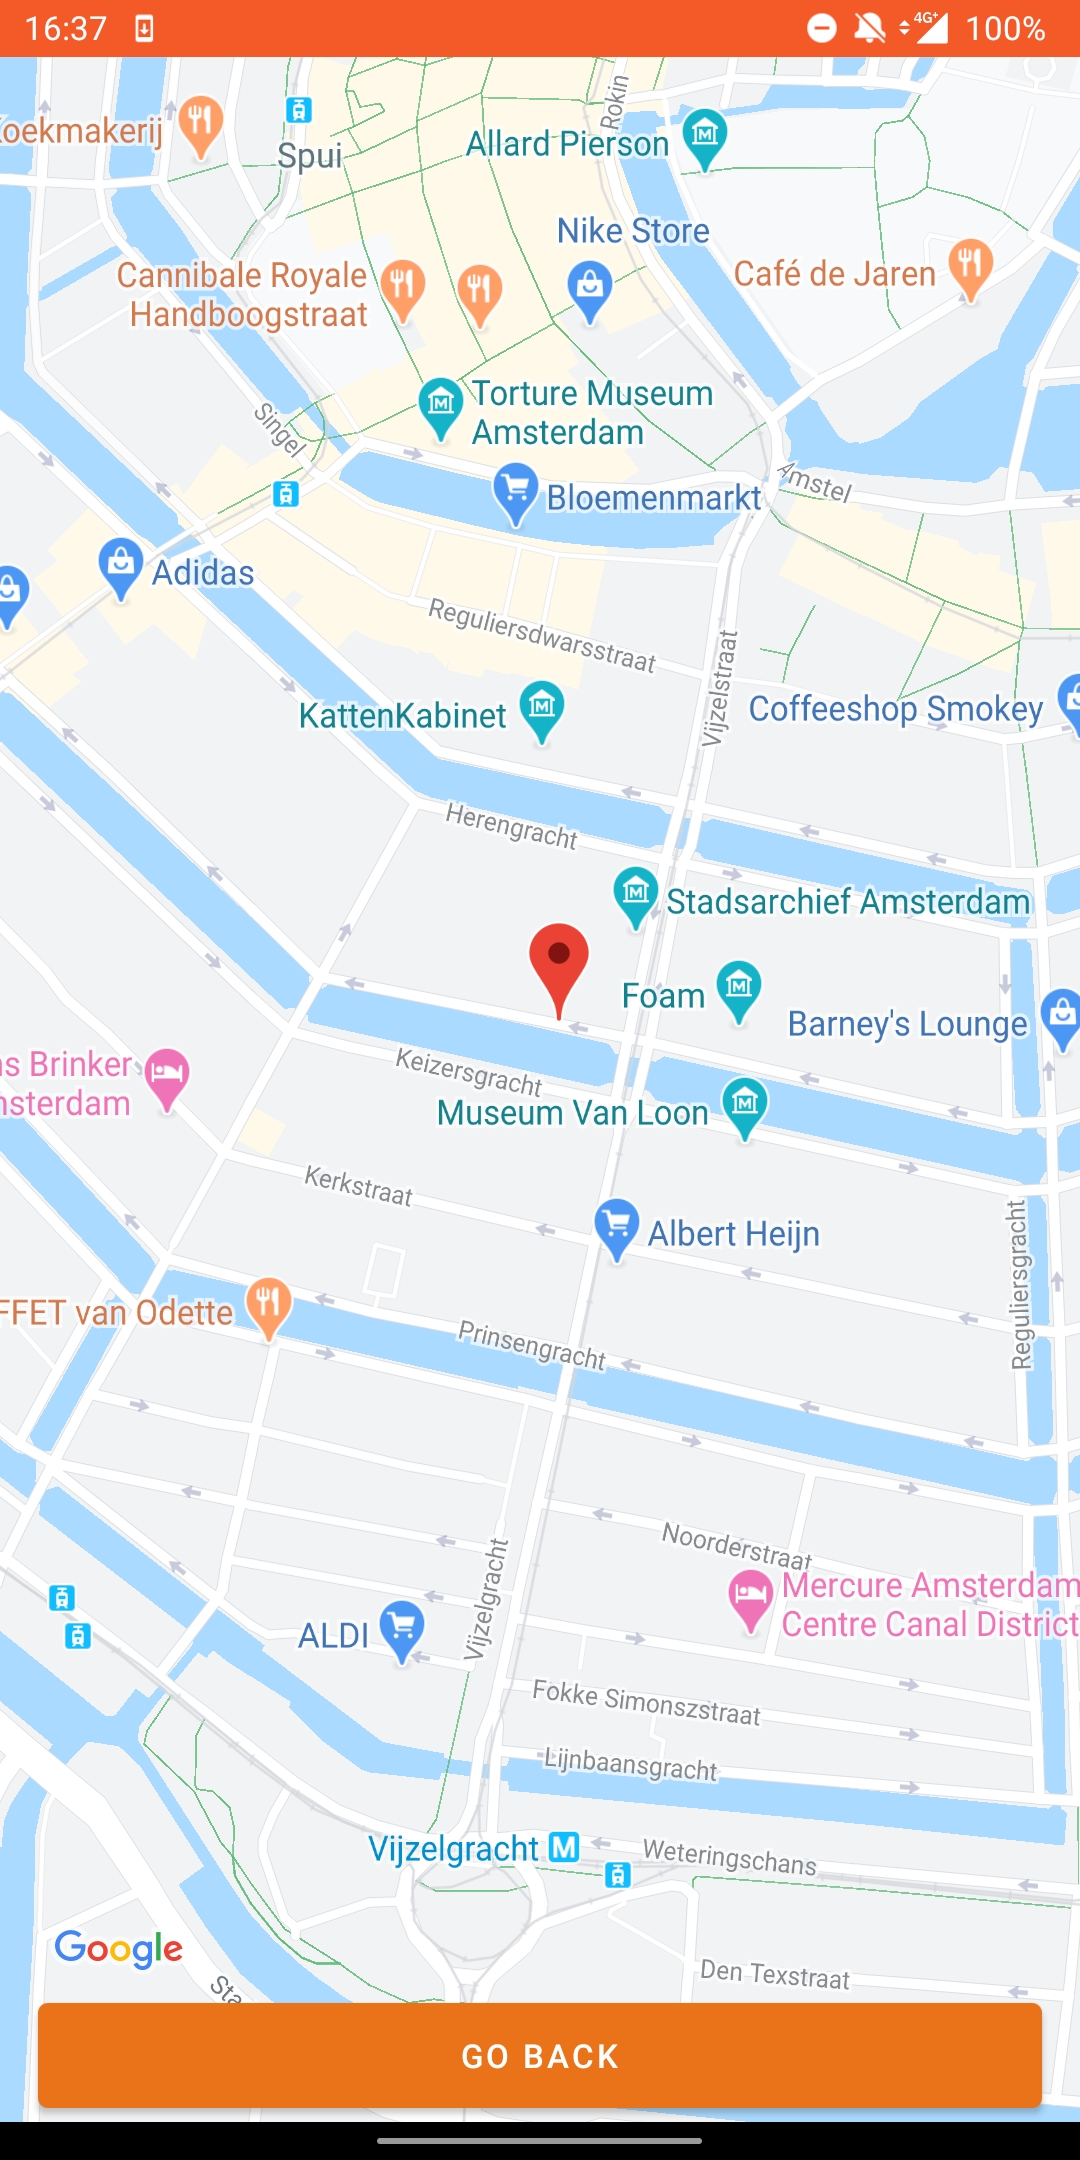 16:37
4G+
100%
Koekmakerij
Spui
Rokin
Allard Pierson
Nike Store
Cannibale Royale
Handboogstraat
Café de Jaren
Torture Museum
Amsterdam
Singel
Bloemenmarkt
Amstel
Adidas
Reguliersdwarsstraat
Vijzelstraat
KattenKabinet
Coffeeshop Smokey
Herengracht
Stadsarchief Amsterdam
Foam
Barney's Lounge
Keizersgracht
ns Brinker
msterdam
Museum Van Loon
Kerkstraat
Albert Heijn
Reguliersgracht
FFET van Odette
Prinsengracht
Noorderstraat
Vijzelgracht
Mercure Amsterdam
Centre Canal District
ALDI
Fokke Simonszstraat
Lijnbaansgracht
Vijzelgracht M
Weteringschans
Google
Den Texstraat
Sta
GO BACK